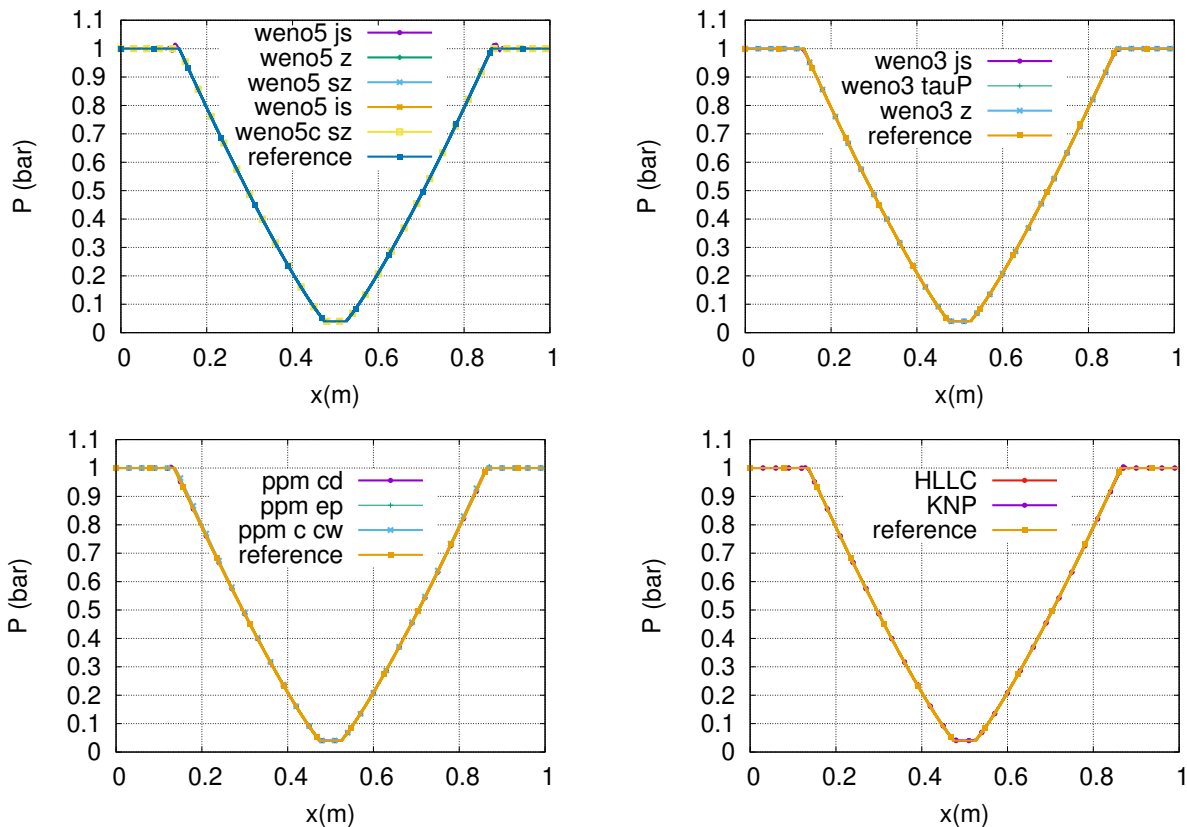 1.1
1
0.9
0.8
0.7
0.6
0.5
0.4
0.3
0.2
0.1
0
P (bar)
weno5 js
weno5 z
weno5 sz
weno5 is
weno5c sz
reference
0 0.2 0.4 0.6 0.8 1
x(m)
1.1
1
0.9
0.8
0.7
0.6
0.5
0.4
0.3
0.2
0.1
0
P (bar)
weno3 js
weno3 tauP
weno3 z
reference
0 0.2 0.4 0.6 0.8 1
x(m)
1.1
1
0.9
0.8
0.7
0.6
0.5
0.4
0.3
0.2
0.1
0
P (bar)
ppm cd
ppm ep
ppm c cw
reference
0 0.2 0.4 0.6 0.8 1
x(m)
1.1
1
0.9
0.8
0.7
0.6
0.5
0.4
0.3
0.2
0.1
0
P (bar)
HLLC
KNP
reference
0 0.2 0.4 0.6 0.8 1
x(m)